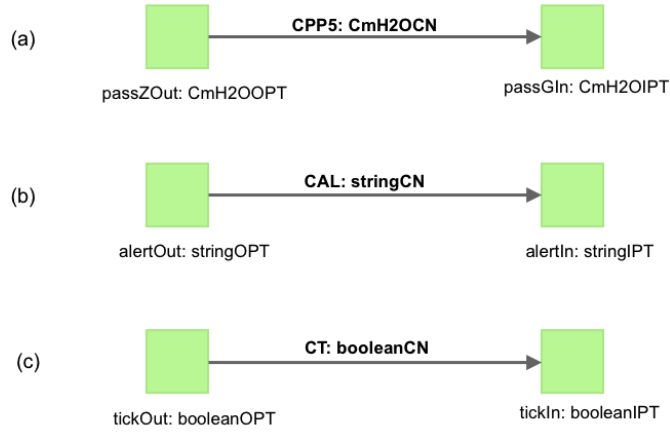 (a)
CPP5: CmH2OCN
passZOut: CmH2OOPT
passGIn: CmH2OIPT
(b)
CAL: stringCN
alertOut: stringOPT
alertIn: stringIPT
(c)
CT: booleanCN
tickOut: booleanOPT
tickIn: booleanIPT